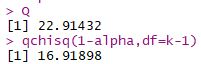 > Q
[1] 22.91432
> qchisq(1-alpha,df=k-1)
[1] 16.91898